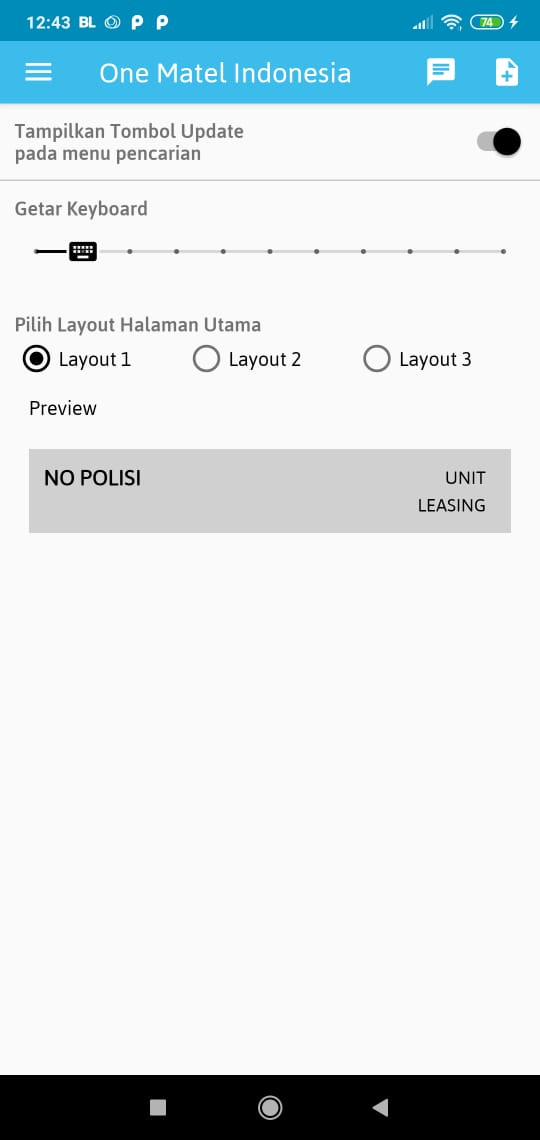 12:43 BL
74
One Matel Indonesia
Tampilkan Tombol Update
pada menu pencarian
Getar Keyboard
Pilih Layout Halaman Utama
Layout 1 Layout 2 Layout 3
Preview
NO POLISI UNIT
LEASING